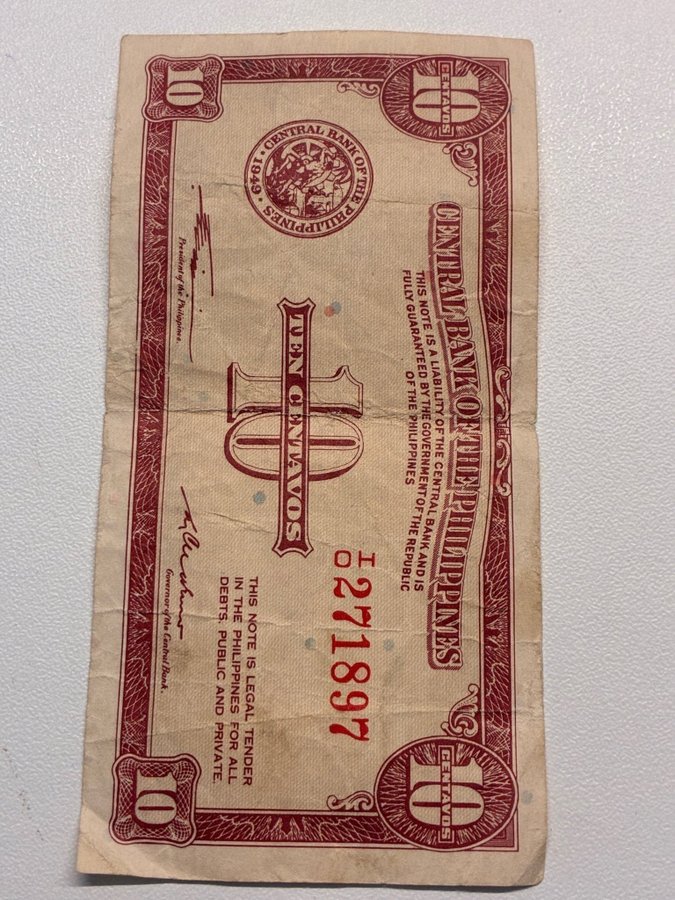 10 CENTAVOS
10 CENTAVOS
CENTRAL BANK OF THE PHILIPPINES
THIS NOTE IS A LIABILITY OF THE CENTRAL BANK AND IS
FULLY GUARANTEED BY THE GOVERNMENT OF THE REPUBLIC
OF THE PHILIPPINES
CENTRAL BANK OF THE PHILIPPINES · 1949 ·
I/O 271897
10
TEN CENTAVOS
THIS NOTE IS LEGAL TENDER
IN THE PHILIPPINES FOR ALL
DEBTS, PUBLIC AND PRIVATE.
President of the Philippines.
Governor of the Central Bank.
10
10